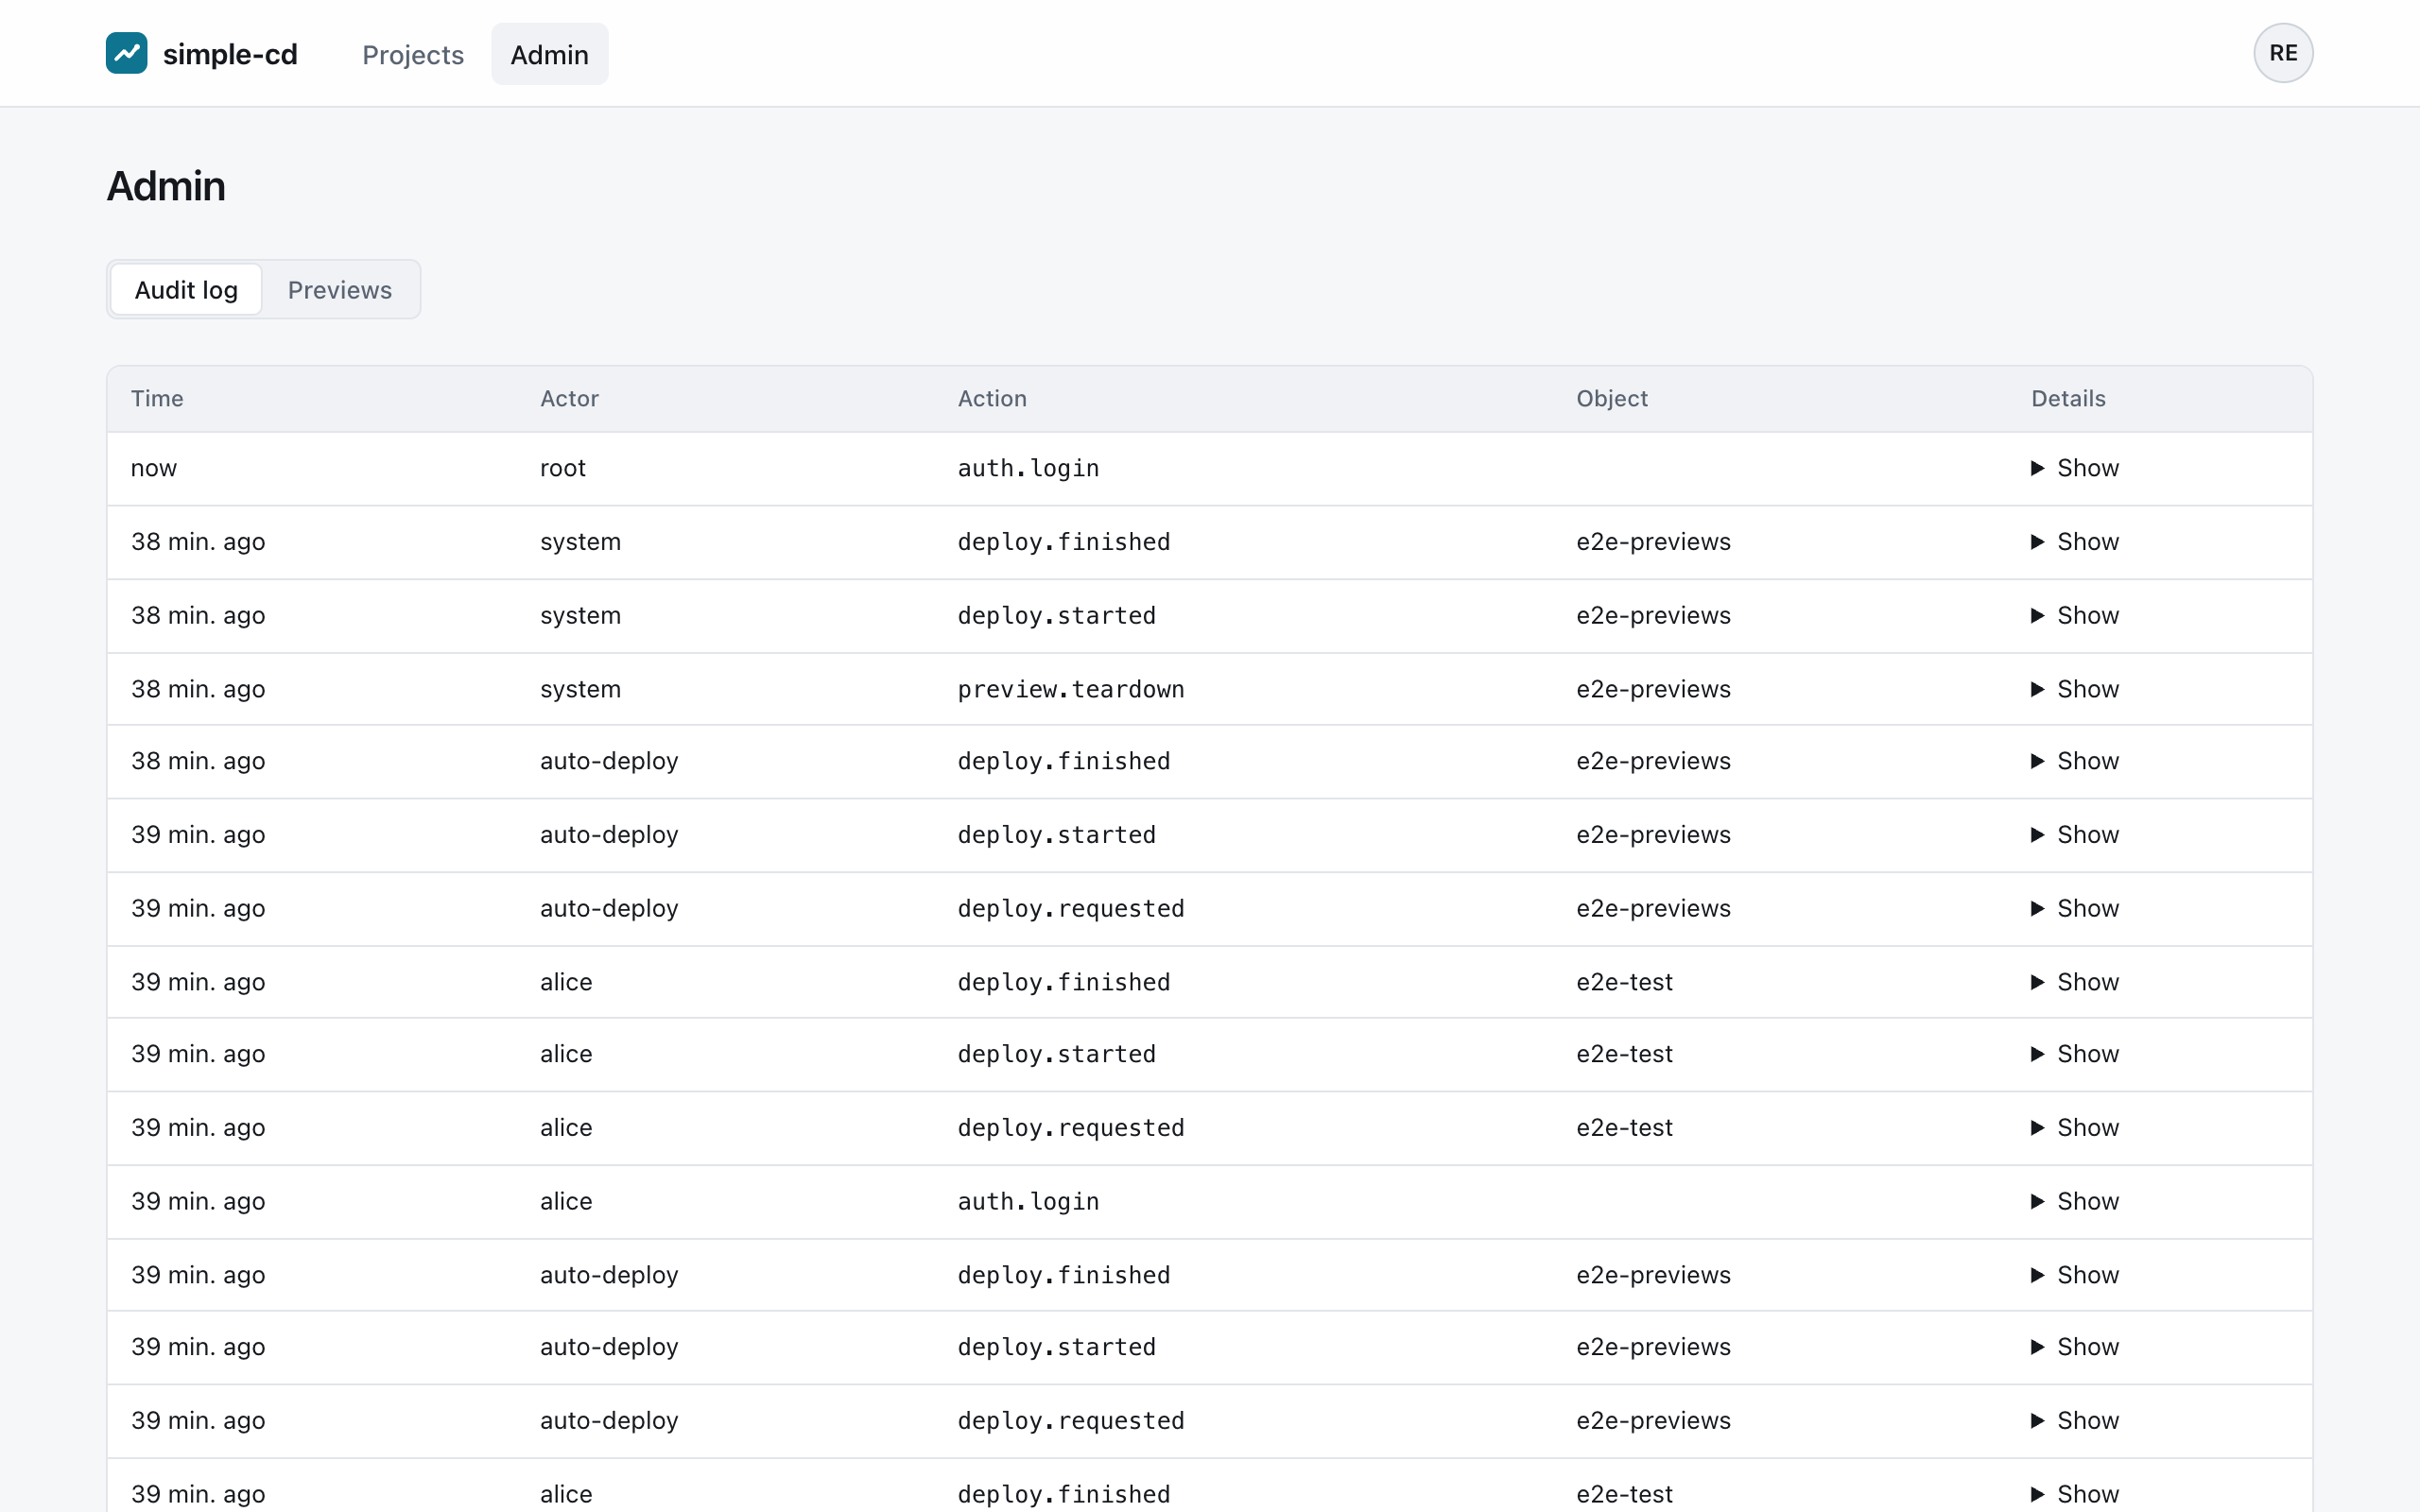 simple-cd Projects Admin RE
Admin
Audit log Previews
Time Actor Action Object Details
now root auth.login Show
38 min. ago system deploy.finished e2e-previews Show
38 min. ago system deploy.started e2e-previews Show
38 min. ago system preview.teardown e2e-previews Show
38 min. ago auto-deploy deploy.finished e2e-previews Show
39 min. ago auto-deploy deploy.started e2e-previews Show
39 min. ago auto-deploy deploy.requested e2e-previews Show
39 min. ago alice deploy.finished e2e-test Show
39 min. ago alice deploy.started e2e-test Show
39 min. ago alice deploy.requested e2e-test Show
39 min. ago alice auth.login Show
39 min. ago auto-deploy deploy.finished e2e-previews Show
39 min. ago auto-deploy deploy.started e2e-previews Show
39 min. ago auto-deploy deploy.requested e2e-previews Show
39 min. ago alice deploy.finished e2e-test Show